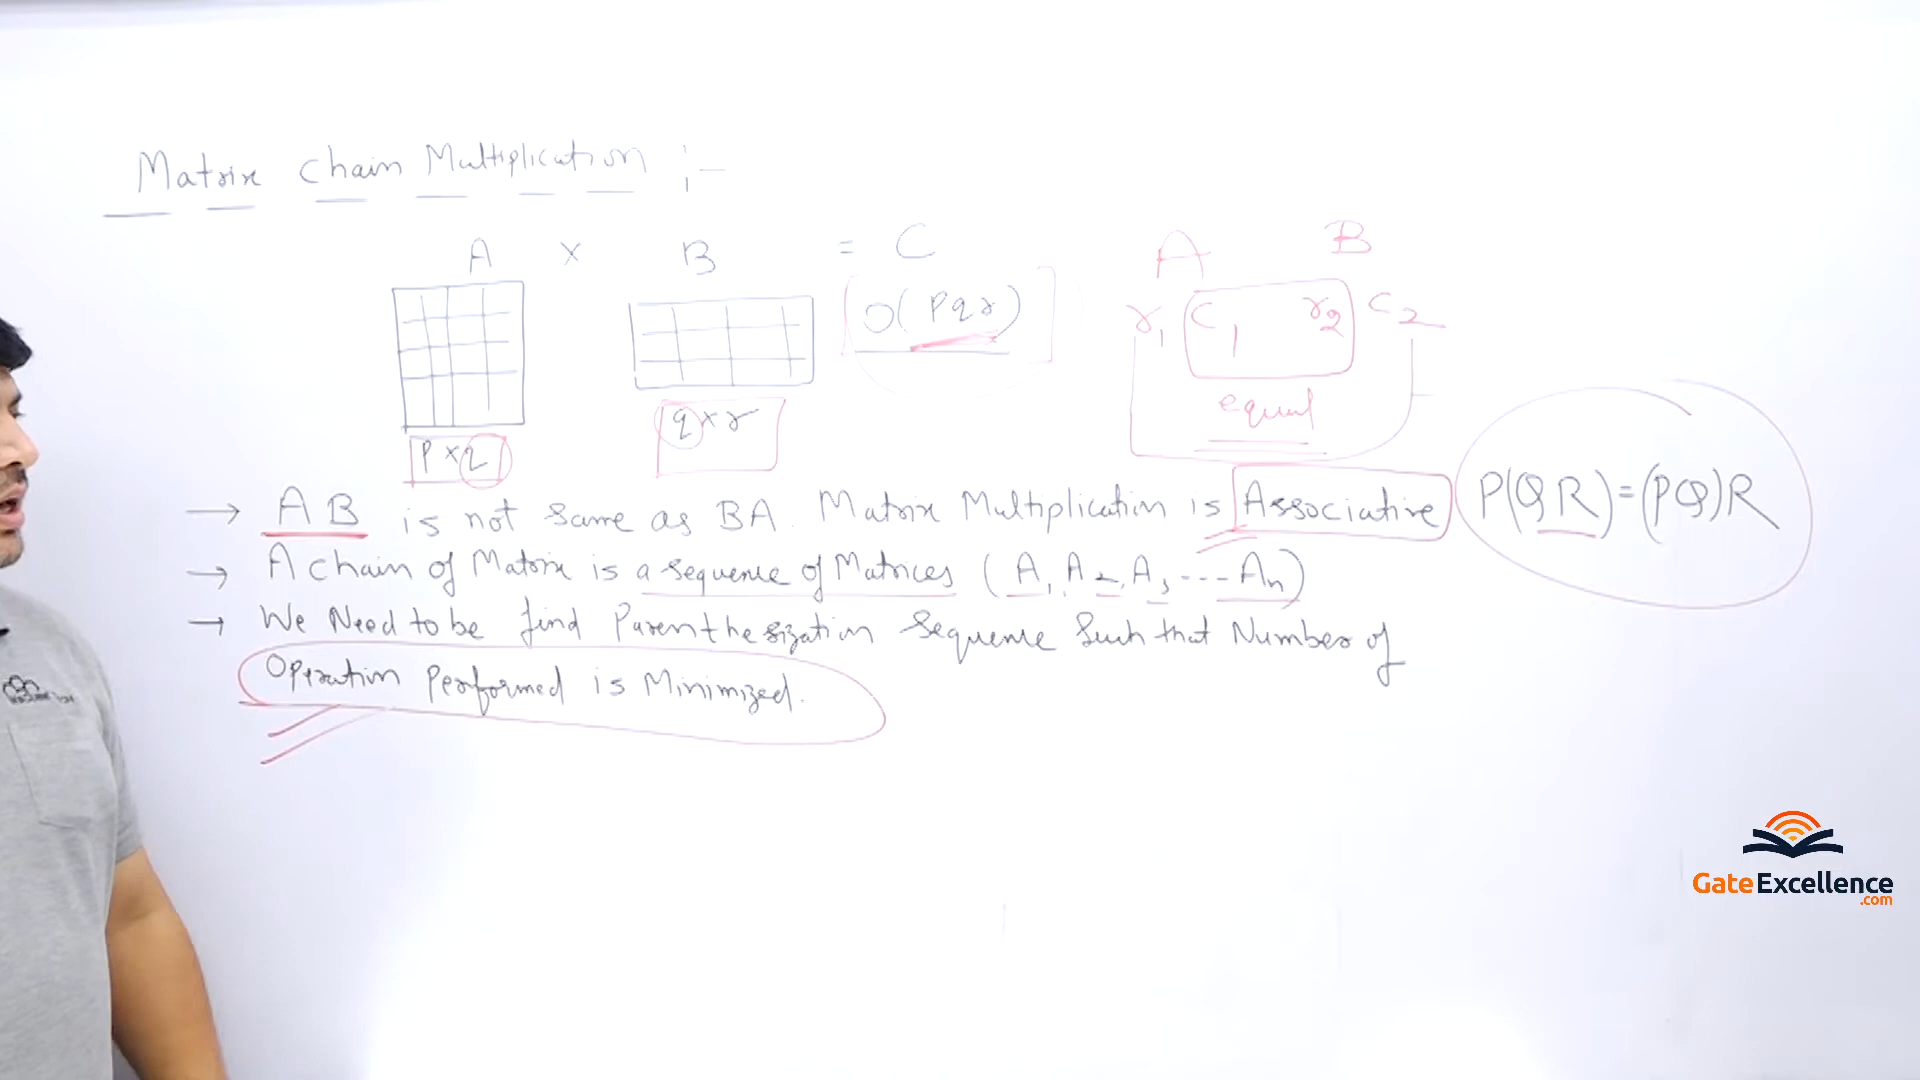 Matrix Chain Multiplication :-
A × B = C
A B
O(pqr)
r1 C1 r2 C2
p×q
q×r
equal
→ AB is not same as BA. Matrix Multiplication is Associative
P(QR)=(PQ)R
→ A chain of Matrix is a sequence of Matrices (A1, A2, A3 ---- An)
→ We Need to be find Parenthesization Sequence Such that Number of
Operation Performed is Minimized.
GateExcellence
.com